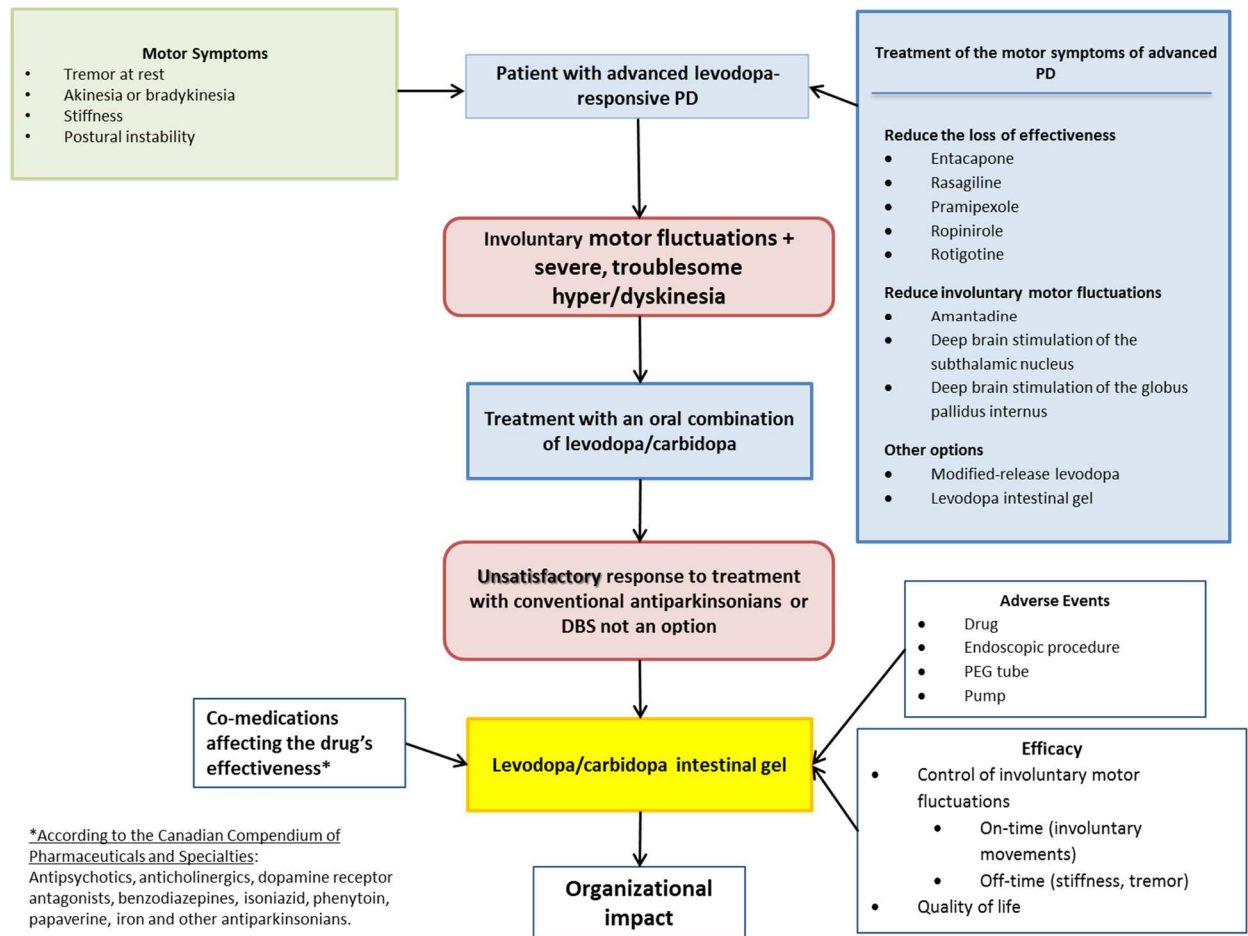 Motor Symptoms
• Tremor at rest
• Akinesia or bradykinesia
• Stiffness
• Postural instability
Patient with advanced levodopa-
responsive PD
Treatment of the motor symptoms of advanced
PD
Reduce the loss of effectiveness
• Entacapone
• Rasagiline
• Pramipexole
• Ropinirole
• Rotigotine
Reduce involuntary motor fluctuations
• Amantadine
• Deep brain stimulation of the
subthalamic nucleus
• Deep brain stimulation of the globus
pallidus internus
Other options
• Modified-release levodopa
• Levodopa intestinal gel
Involuntary motor fluctuations +
severe, troublesome
hyper/dyskinesia
Treatment with an oral combination
of levodopa/carbidopa
Unsatisfactory response to treatment
with conventional antiparkinsonians or
DBS not an option
Adverse Events
• Drug
• Endoscopic procedure
• PEG tube
• Pump
Co-medications
affecting the drug's
effectiveness*
Levodopa/carbidopa intestinal gel
Efficacy
• Control of involuntary motor
fluctuations
• On-time (involuntary
movements)
• Off-time (stiffness, tremor)
• Quality of life
*According to the Canadian Compendium of
Pharmaceuticals and Specialties:
Antipsychotics, anticholinergics, dopamine receptor
antagonists, benzodiazepines, isoniazid, phenytoin,
papaverine, iron and other antiparkinsonians.
Organizational
impact